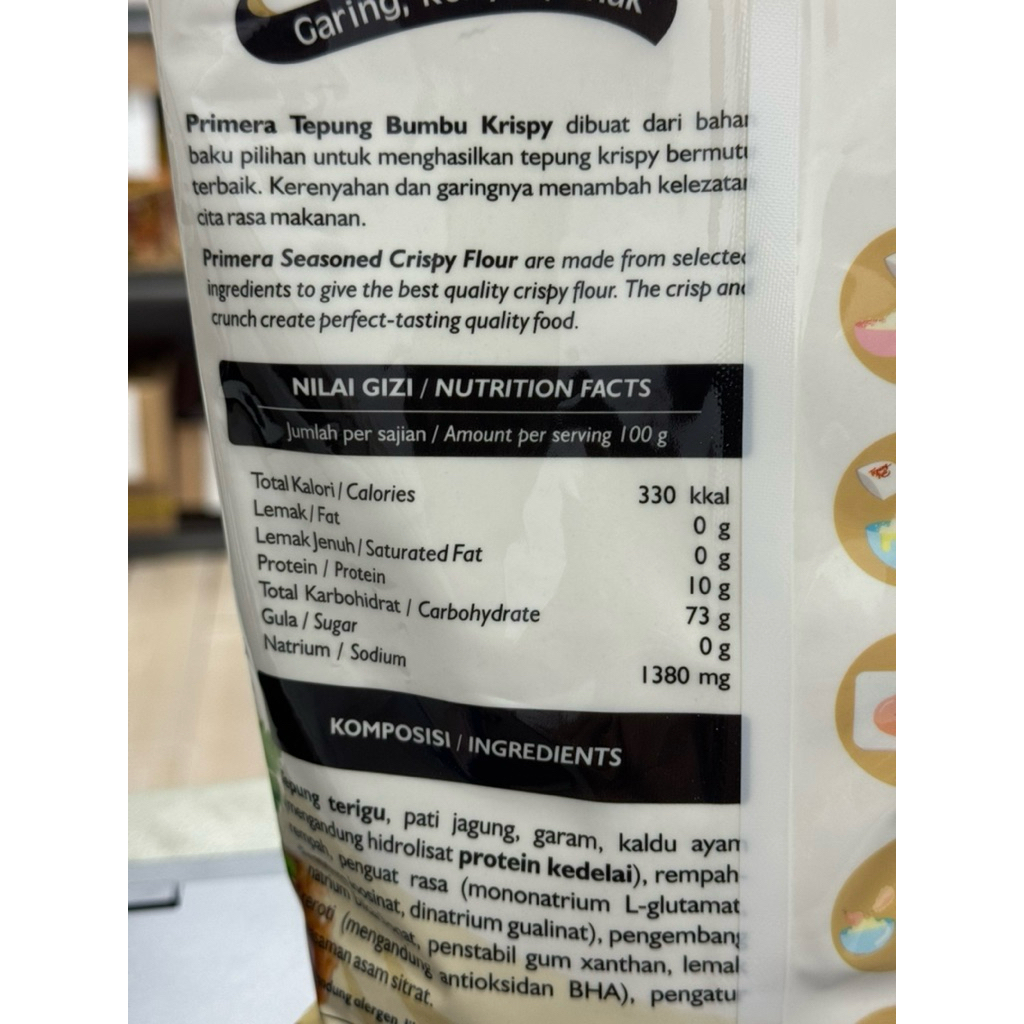 Garing,
Primera Tepung Bumbu Krispy dibuat dari bahan
baku pilihan untuk menghasilkan tepung krispy bermutu
terbaik. Kerenyahan dan garingnya menambah kelezatan
cita rasa makanan.
Primera Seasoned Crispy Flour are made from selected
ingredients to give the best quality crispy flour. The crisp and
crunch create perfect-tasting quality food.
NILAI GIZI / NUTRITION FACTS
Jumlah per sajian / Amount per serving 100 g
Total Kalori / Calories 330 kkal
Lemak / Fat 0 g
Lemak Jenuh / Saturated Fat 0 g
Protein / Protein 10 g
Total Karbohidrat / Carbohydrate 73 g
Gula / Sugar 0 g
Natrium / Sodium 1380 mg
KOMPOSISI / INGREDIENTS
Tepung terigu, pati jagung, garam, kaldu ayam
(mengandung hidrolisat protein kedelai), rempah
rempah, penguat rasa (mononatrium L-glutamat,
dinatrium gualinat), pengembang
natrium penstabil gum xanthan, lemak
reroti (mengandung antioksidan BHA), pengatur
asaman asam sitrat.
alergen